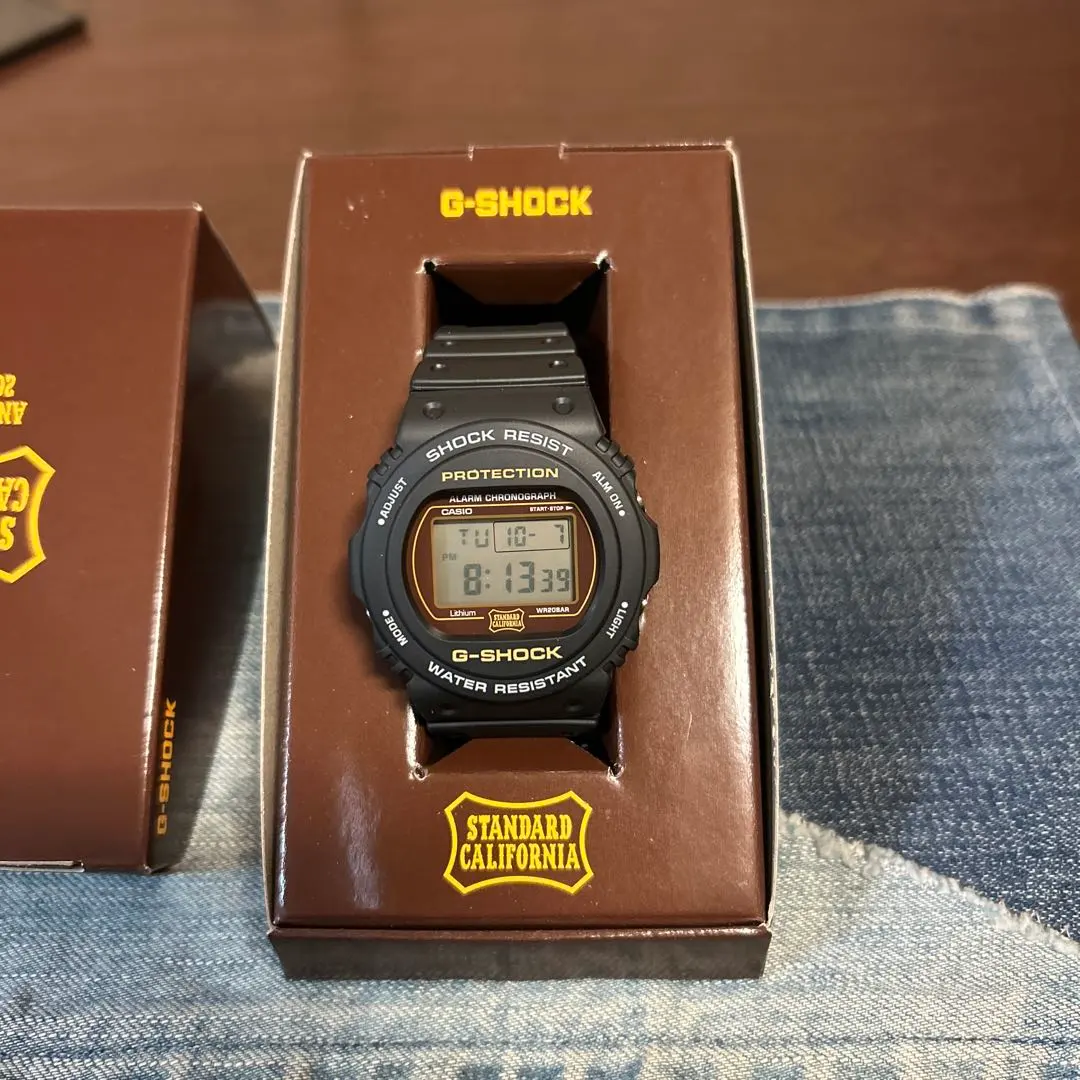 G-SHOCK
SHOCK RESIST
PROTECTION
ADJUST
ALM ON
ALARM CHRONOGRAPH
CASIO
START·STOP
TU 10- 7
PM
8:13 39
Lithium
WR20BAR
STANDARD
CALIFORNIA
MODE
LIGHT
G-SHOCK
WATER RESISTANT
STANDARD
CALIFORNIA
G-SHOCK